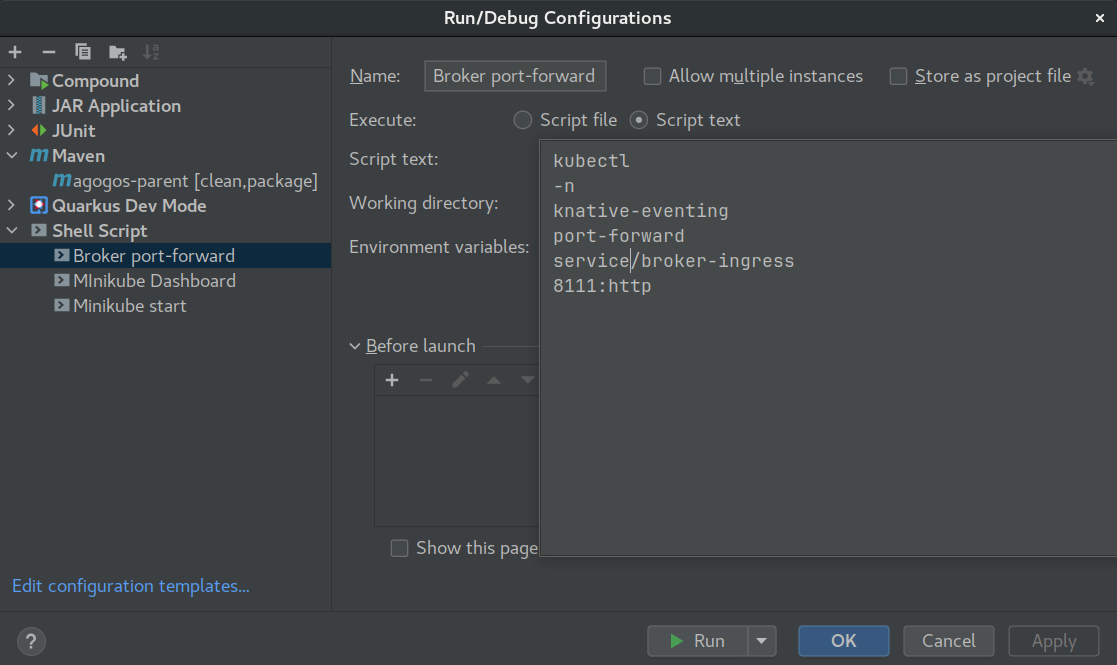 Run/Debug Configurations
Compound
JAR Application
JUnit
Maven
agogos-parent [clean,package]
Quarkus Dev Mode
Shell Script
Broker port-forward
MInikube Dashboard
Minikube start
Edit configuration templates...
Name: Broker port-forward Allow multiple instances Store as project file
Execute: Script file Script text
Script text:
Working directory:
Environment variables:
kubectl
-n
knative-eventing
port-forward
service/broker-ingress
8111:http
Before launch
Show this page
? Run OK Cancel Apply